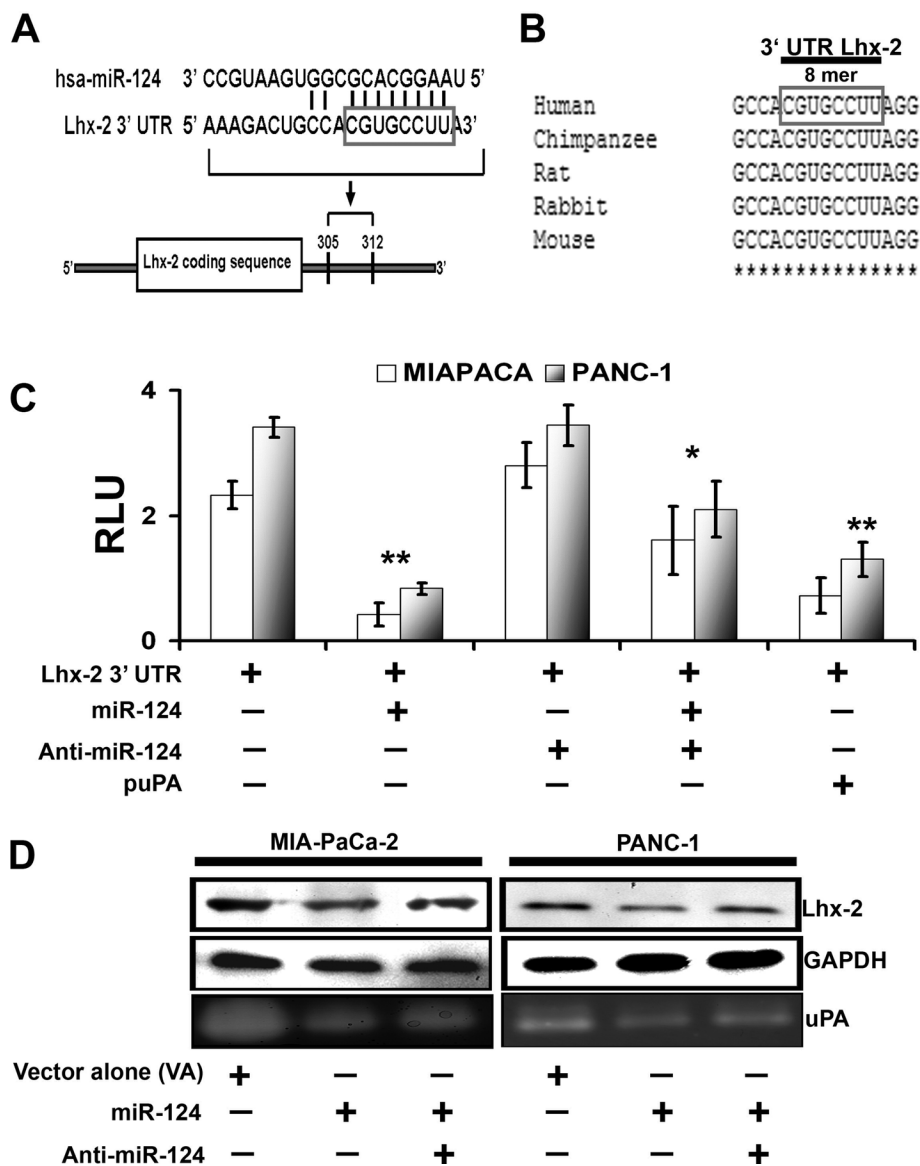 A
hsa-miR-124 3' CCGUAAGUGGCGCACGGAAU 5'
Lhx-2 3' UTR 5' AAAGACUGCCACGUGCCUUA3'
305 312
5' Lhx-2 coding sequence 3'
B
3' UTR Lhx-2
8 mer
Human GCCACGUGCCUUAGG
Chimpanzee GCCACGUGCCUUAGG
Rat GCCACGUGCCUUAGG
Rabbit GCCACGUGCCUUAGG
Mouse GCCACGUGCCUUAGG
***************
C
MIAPACA PANC-1
RLU
4
2
0
** * **
Lhx-2 3' UTR + + + + +
miR-124 – + – + –
Anti-miR-124 – – + + –
puPA – – – – +
D
MIA-PaCa-2 PANC-1
Lhx-2
GAPDH
uPA
Vector alone (VA) + – – + – –
miR-124 – + + – + +
Anti-miR-124 – – + – – +